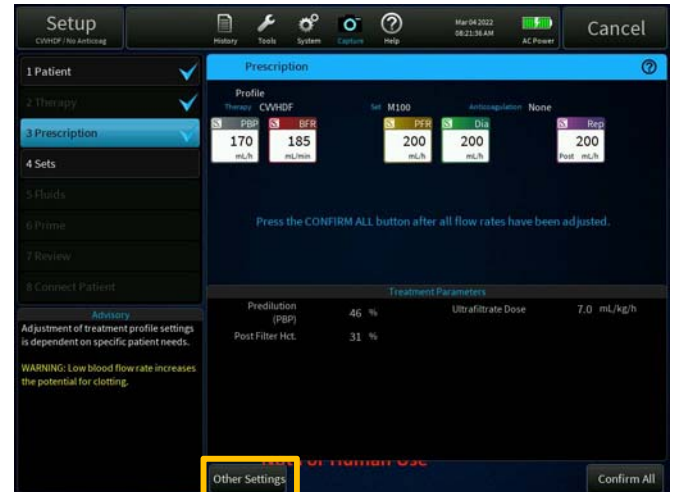 Setup
CVVHDF / No Anticoag
History Tools System Capture Help
Mar 04 2022
08:21:36 AM
AC Power
Cancel
1 Patient
2 Therapy
3 Prescription
4 Sets
5 Fluids
6 Prime
7 Review
8 Connect Patient
Advisory
Adjustment of treatment profile settings
is dependent on specific patient needs.
WARNING: Low blood flow rate increases
the potential for clotting.
Prescription
Profile
Therapy CVVHDF Set M100 Anticoagulation None
S PBP S BFR S PFR S Dia S Rep
170 185 200 200 200
mL/h mL/min mL/h mL/h Post mL/h
Press the CONFIRM ALL button after all flow rates have been adjusted.
Treatment Parameters
Predilution
(PBP) 46 % Ultrafiltrate Dose 7.0 mL/kg/h
Post Filter Hct. 31 %
Human Use
Other Settings Confirm All